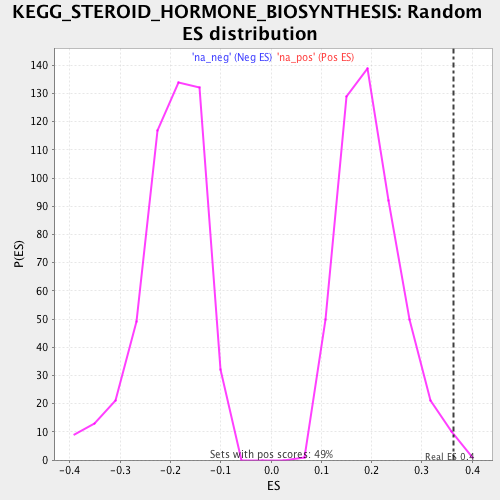 KEGG_STEROID_HORMONE_BIOSYNTHESIS: Random
ES distribution
'na_neg' (Neg ES) 'na_pos' (Pos ES)
140
130
120
110
100
90
80
70
60
50
40
30
20
10
0
P(ES)
Sets with pos scores: 49%
Real ES 0.4
-0.4 -0.3 -0.2 -0.1 0.0 0.1 0.2 0.3 0.4
ES